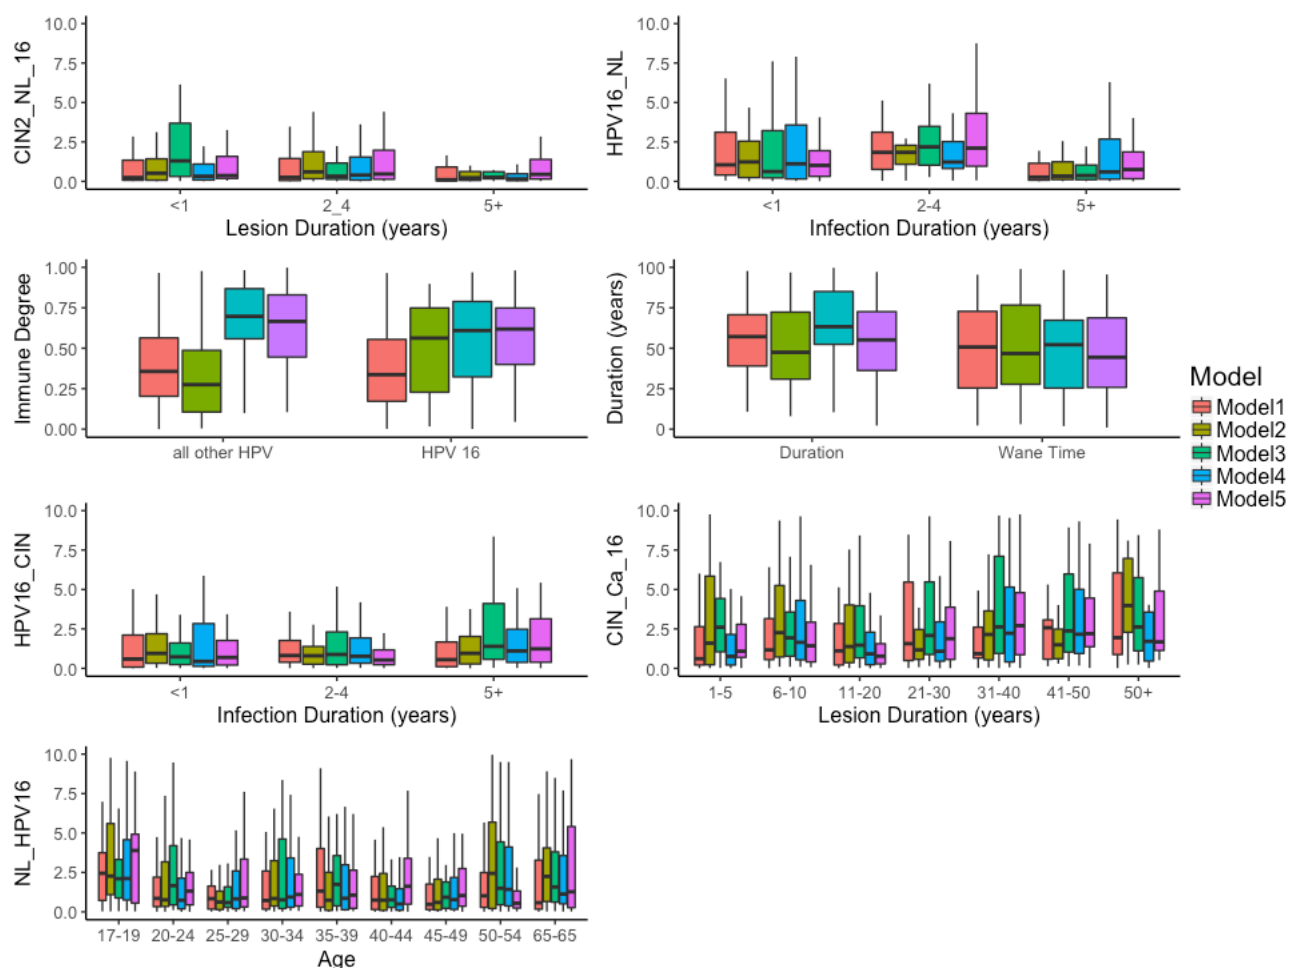 CIN2_NL_16
10.0
7.5
5.0
2.5
0.0
<1
2_4
5+
Lesion Duration (years)
HPV16_NL
10.0
7.5
5.0
2.5
0.0
<1
2-4
5+
Infection Duration (years)
Immune Degree
1.00
0.75
0.50
0.25
0.00
all other HPV
HPV 16
Duration (years)
100
75
50
25
0
Duration
Wane Time
Model
Model1
Model2
Model3
Model4
Model5
HPV16_CIN
10.0
7.5
5.0
2.5
0.0
<1
2-4
5+
Infection Duration (years)
CIN_Ca_16
10.0
7.5
5.0
2.5
0.0
1-5
6-10
11-20
21-30
31-40
41-50
50+
Lesion Duration (years)
NL_HPV16
10.0
7.5
5.0
2.5
0.0
17-19
20-24
25-29
30-34
35-39
40-44
45-49
50-54
65-65
Age